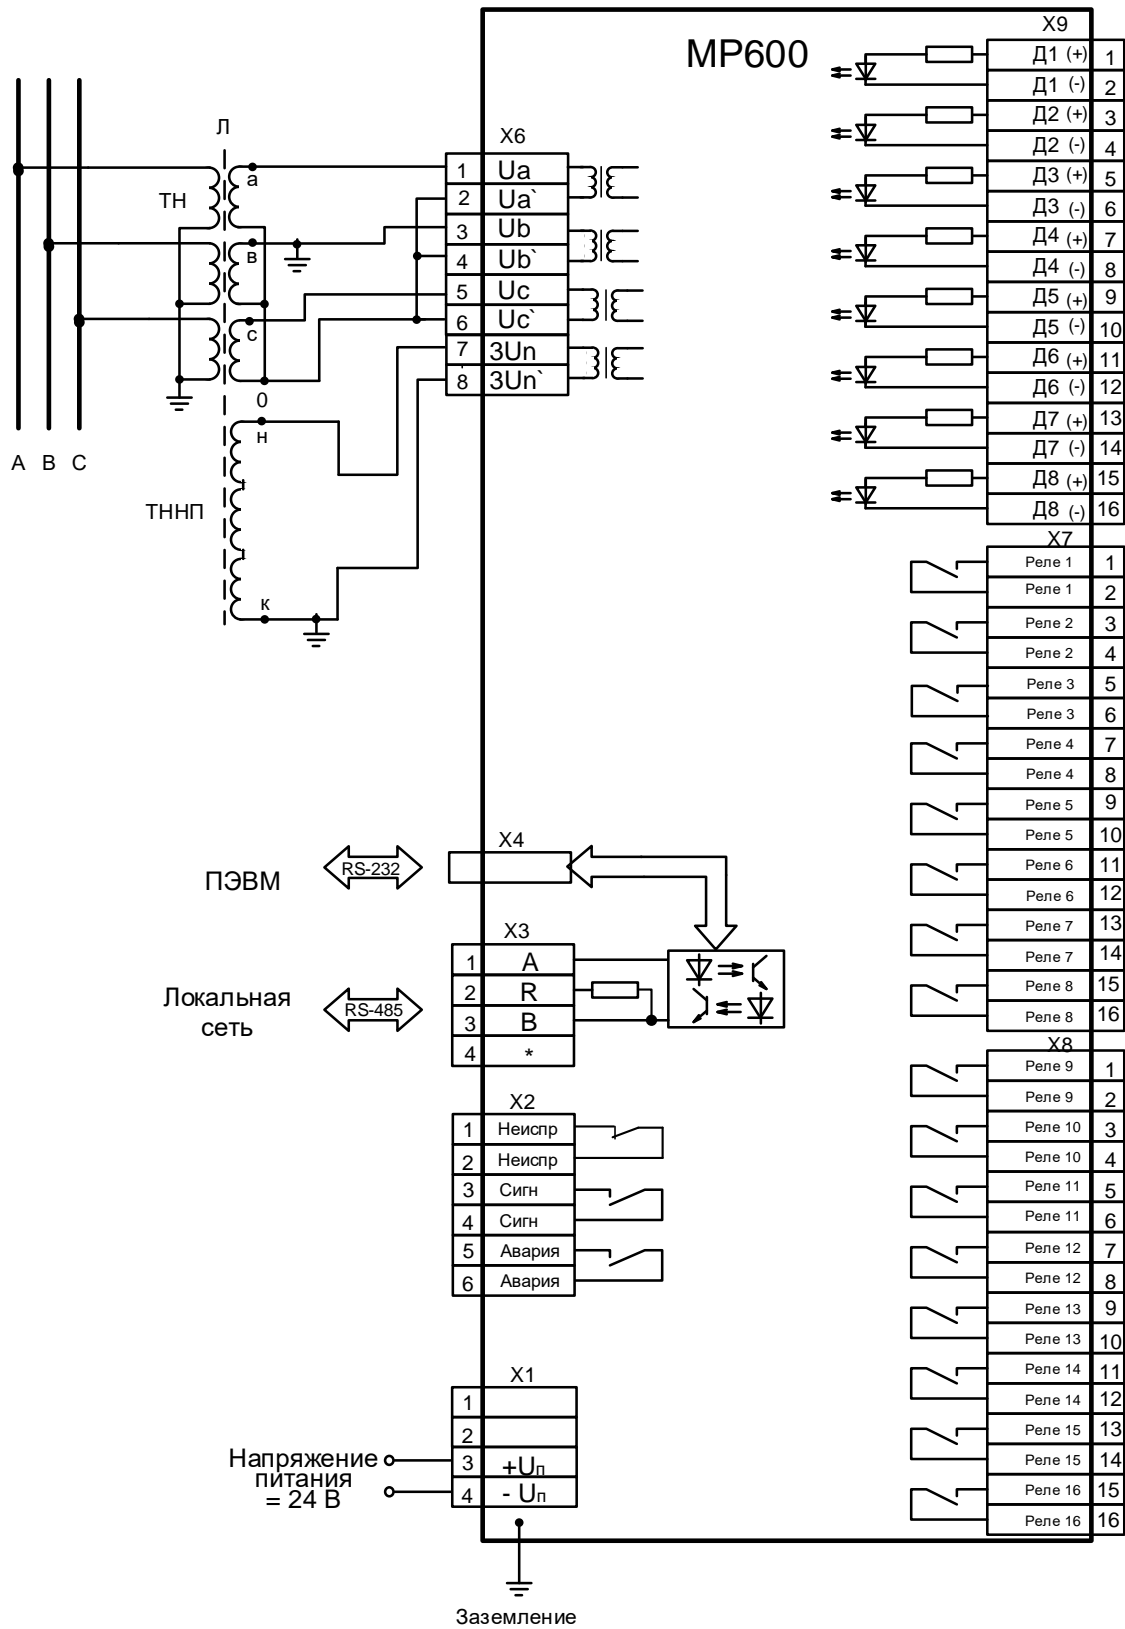 МР600
Л
ТН
а
в
с
0
н
ТННП
к
А В С
X6
1 Ua
2 Ua`
3 Ub
4 Ub`
5 Uc
6 Uc`
7 3Un
8 3Un`
ПЭВМ
RS-232
X4
Локальная
сеть
RS-485
X3
1 A
2 R
3 B
4 *
X2
1 Неиспр
2 Неиспр
3 Сигн
4 Сигн
5 Авария
6 Авария
X1
1
2
3 +Uп
4 - Uп
Напряжение
питания
= 24 В
Заземление
X9
Д1 (+) 1
Д1 (-) 2
Д2 (+) 3
Д2 (-) 4
Д3 (+) 5
Д3 (-) 6
Д4 (+) 7
Д4 (-) 8
Д5 (+) 9
Д5 (-) 10
Д6 (+) 11
Д6 (-) 12
Д7 (+) 13
Д7 (-) 14
Д8 (+) 15
Д8 (-) 16
X7
Реле 1 1
Реле 1 2
Реле 2 3
Реле 2 4
Реле 3 5
Реле 3 6
Реле 4 7
Реле 4 8
Реле 5 9
Реле 5 10
Реле 6 11
Реле 6 12
Реле 7 13
Реле 7 14
Реле 8 15
Реле 8 16
X8
Реле 9 1
Реле 9 2
Реле 10 3
Реле 10 4
Реле 11 5
Реле 11 6
Реле 12 7
Реле 12 8
Реле 13 9
Реле 13 10
Реле 14 11
Реле 14 12
Реле 15 13
Реле 15 14
Реле 16 15
Реле 16 16